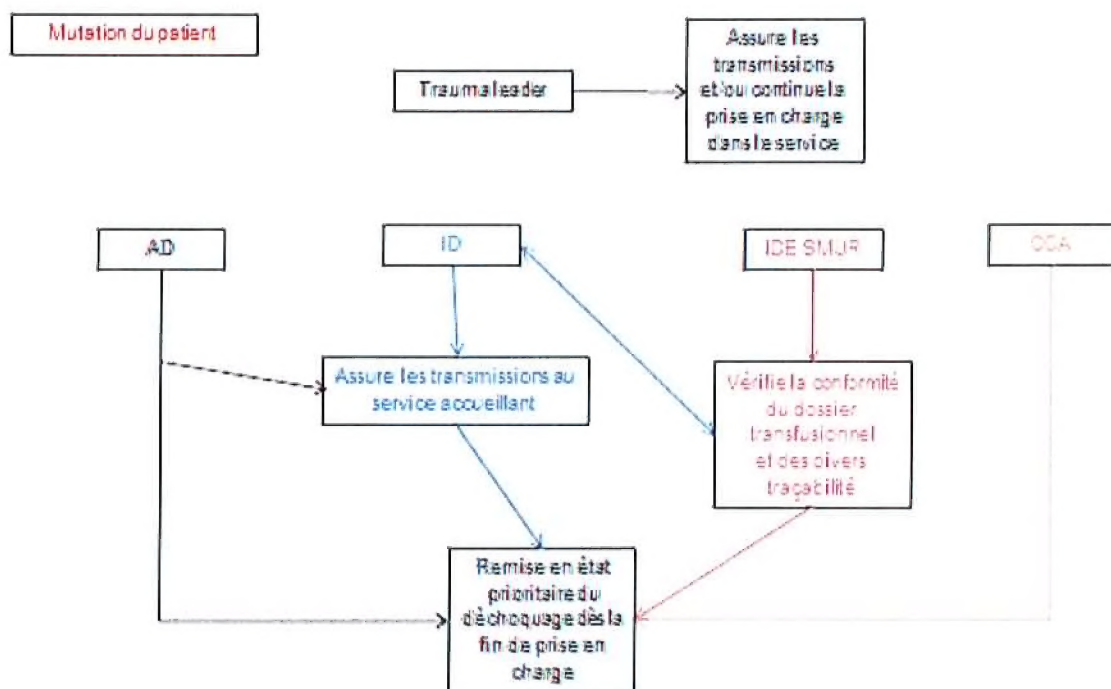 Mutation du patient
Trauma leader
Assure les
transmissions
et/ou continue la
prise en charge
dans le service
AD
ID
IDE SMUR
CCA
Assure les transmissions au
service accueillant
Vérifie la conformité
du dossier
transfusionnel
et des divers
traçabilité
Remise en état
prioritaire du
déchoquage dès la
fin de prise en
charge